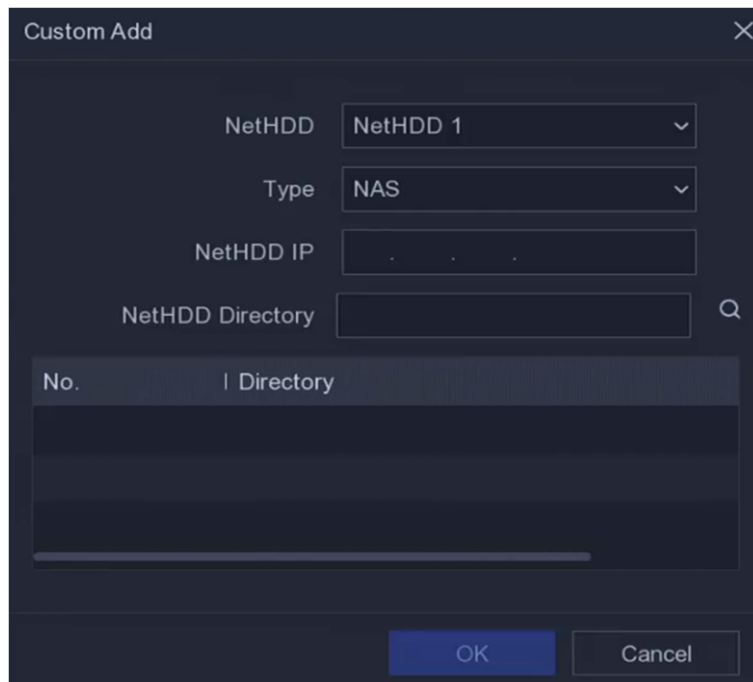 Custom Add
NetHDD NetHDD 1
Type NAS
NetHDD IP . . .
NetHDD Directory
No. Directory
OK Cancel